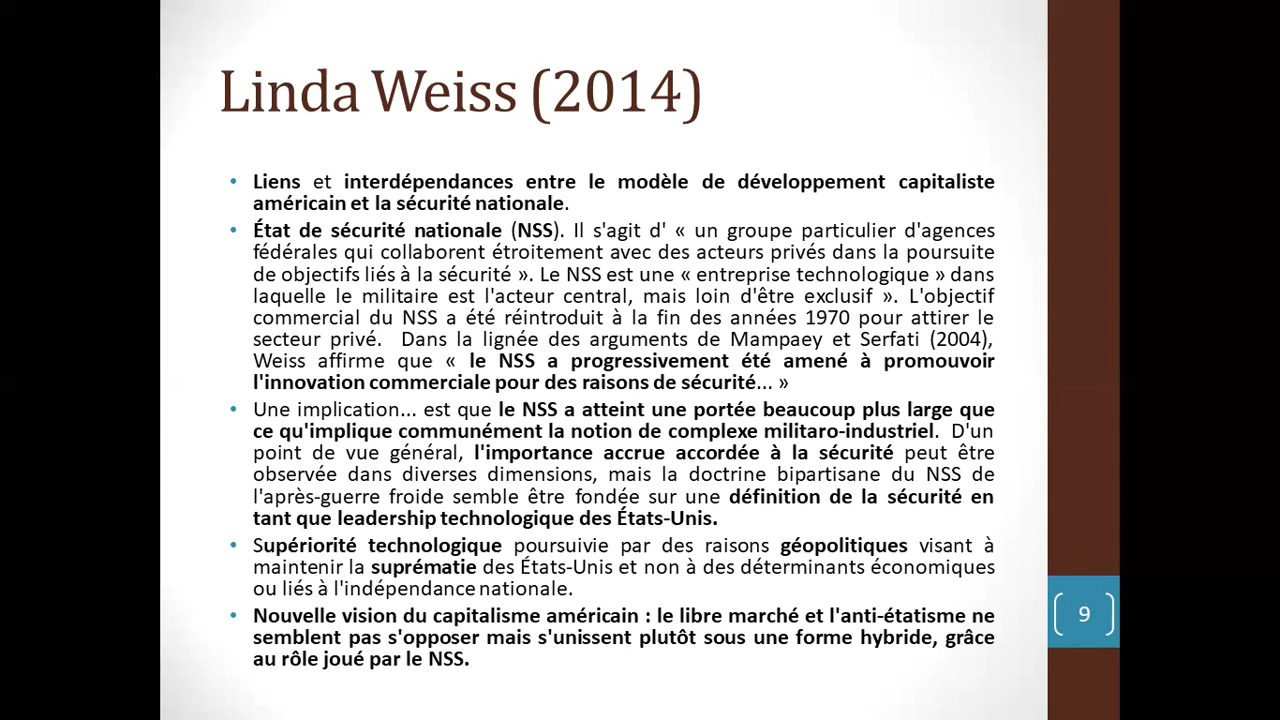 Linda Weiss (2014)
• Liens et interdépendances entre le modèle de développement capitaliste
américain et la sécurité nationale.
• État de sécurité nationale (NSS). Il s'agit d' « un groupe particulier d'agences
fédérales qui collaborent étroitement avec des acteurs privés dans la poursuite
de objectifs liés à la sécurité ». Le NSS est une « entreprise technologique » dans
laquelle le militaire est l'acteur central, mais loin d'être exclusif ». L'objectif
commercial du NSS a été réintroduit à la fin des années 1970 pour attirer le
secteur privé. Dans la lignée des arguments de Mampaey et Serfati (2004),
Weiss affirme que « le NSS a progressivement été amené à promouvoir
l'innovation commerciale pour des raisons de sécurité... »
• Une implication... est que le NSS a atteint une portée beaucoup plus large que
ce qu'implique communément la notion de complexe militaro-industriel. D'un
point de vue général, l'importance accrue accordée à la sécurité peut être
observée dans diverses dimensions, mais la doctrine bipartisane du NSS de
l'après-guerre froide semble être fondée sur une définition de la sécurité en
tant que leadership technologique des États-Unis.
• Supériorité technologique poursuivie par des raisons géopolitiques visant à
maintenir la suprématie des États-Unis et non à des déterminants économiques
ou liés à l'indépendance nationale.
• Nouvelle vision du capitalisme américain : le libre marché et l'anti-étatisme ne
semblent pas s'opposer mais s'unissent plutôt sous une forme hybride, grâce
au rôle joué par le NSS.
9